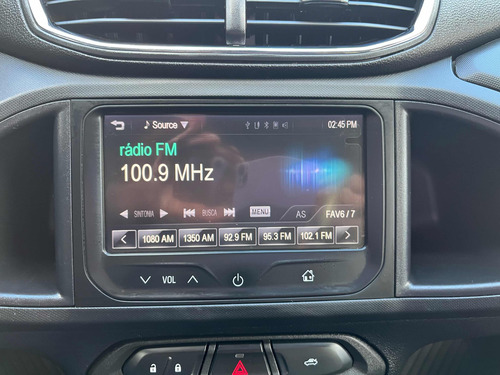 Source 02:45 PM
rádio FM
100.9 MHz
SINTONIA BUSCA MENU AS FAV6 / 7
1080 AM 1350 AM 92.9 FM 95.3 FM 102.1 FM
VOL